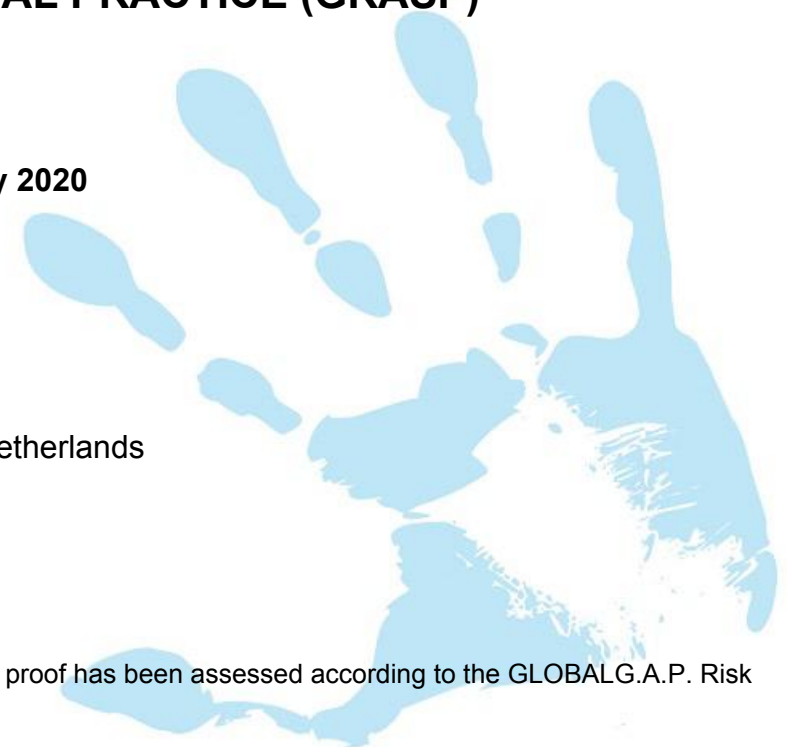 AL PRACTICE (GRASP)
y 2020
etherlands
proof has been assessed according to the GLOBALG.A.P. Risk